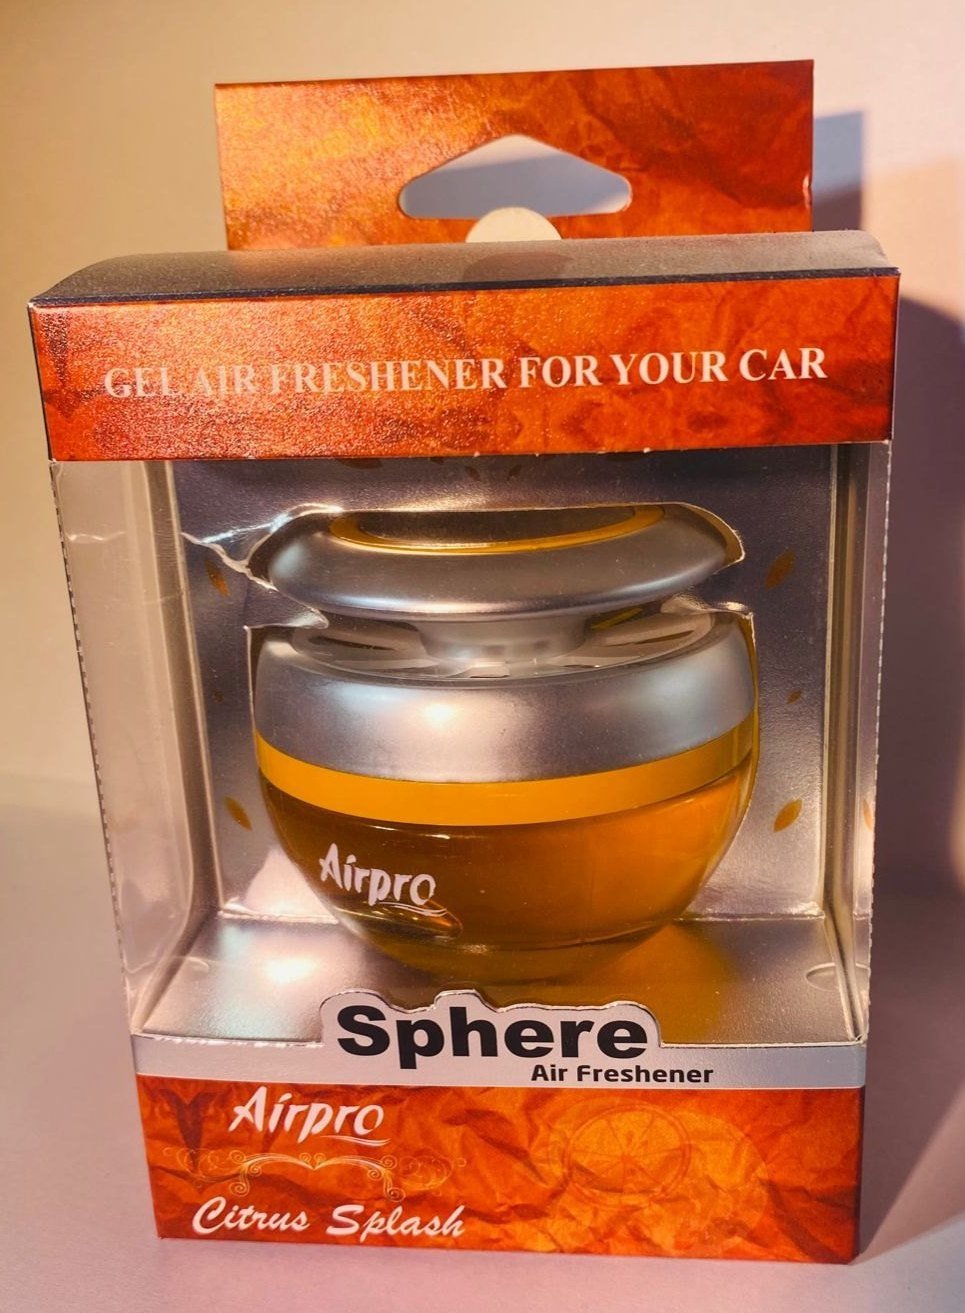 GEL AIR FRESHENER FOR YOUR CAR
Airpro
Sphere
Air Freshener
Airpro
Citrus Splash